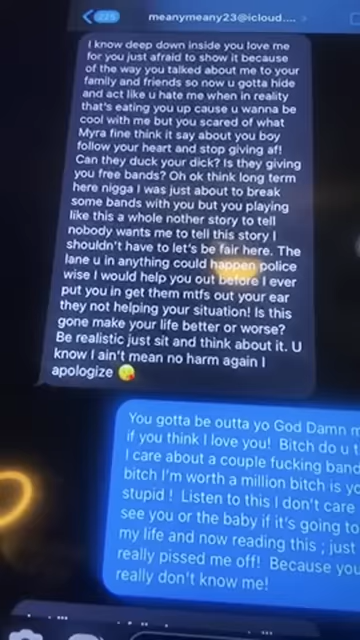 225
meanymeany23@icloud....
I know deep down inside you love me
for you just afraid to show it because
of the way you talked about me to your
family and friends so now u gotta hide
and act like u hate me when in reality
that's eating you up cause u wanna be
cool with me but you scared of what
Myra fine think it say about you boy
follow your heart and stop giving af!
Can they duck your dick? Is they giving
you free bands? Oh ok think long term
here nigga I was just about to break
some bands with you but you playing
like this a whole nother story to tell
nobody wants me to tell this story I
shouldn't have to let's be fair here. The
lane u in anything could happen police
wise I would help you out before I ever
put you in get them mtfs out your ear
they not helping your situation! Is this
gone make your life better or worse?
Be realistic just sit and think about it. U
know I ain't mean no harm again I
apologize 😘
You gotta be outta yo God Damn m
if you think I love you! Bitch do u t
I care about a couple fucking band
bitch I'm worth a million bitch is yo
stupid ! Listen to this I don't care
see you or the baby if it's going to
my life and now reading this ; just
really pissed me off! Because you
really don't know me!